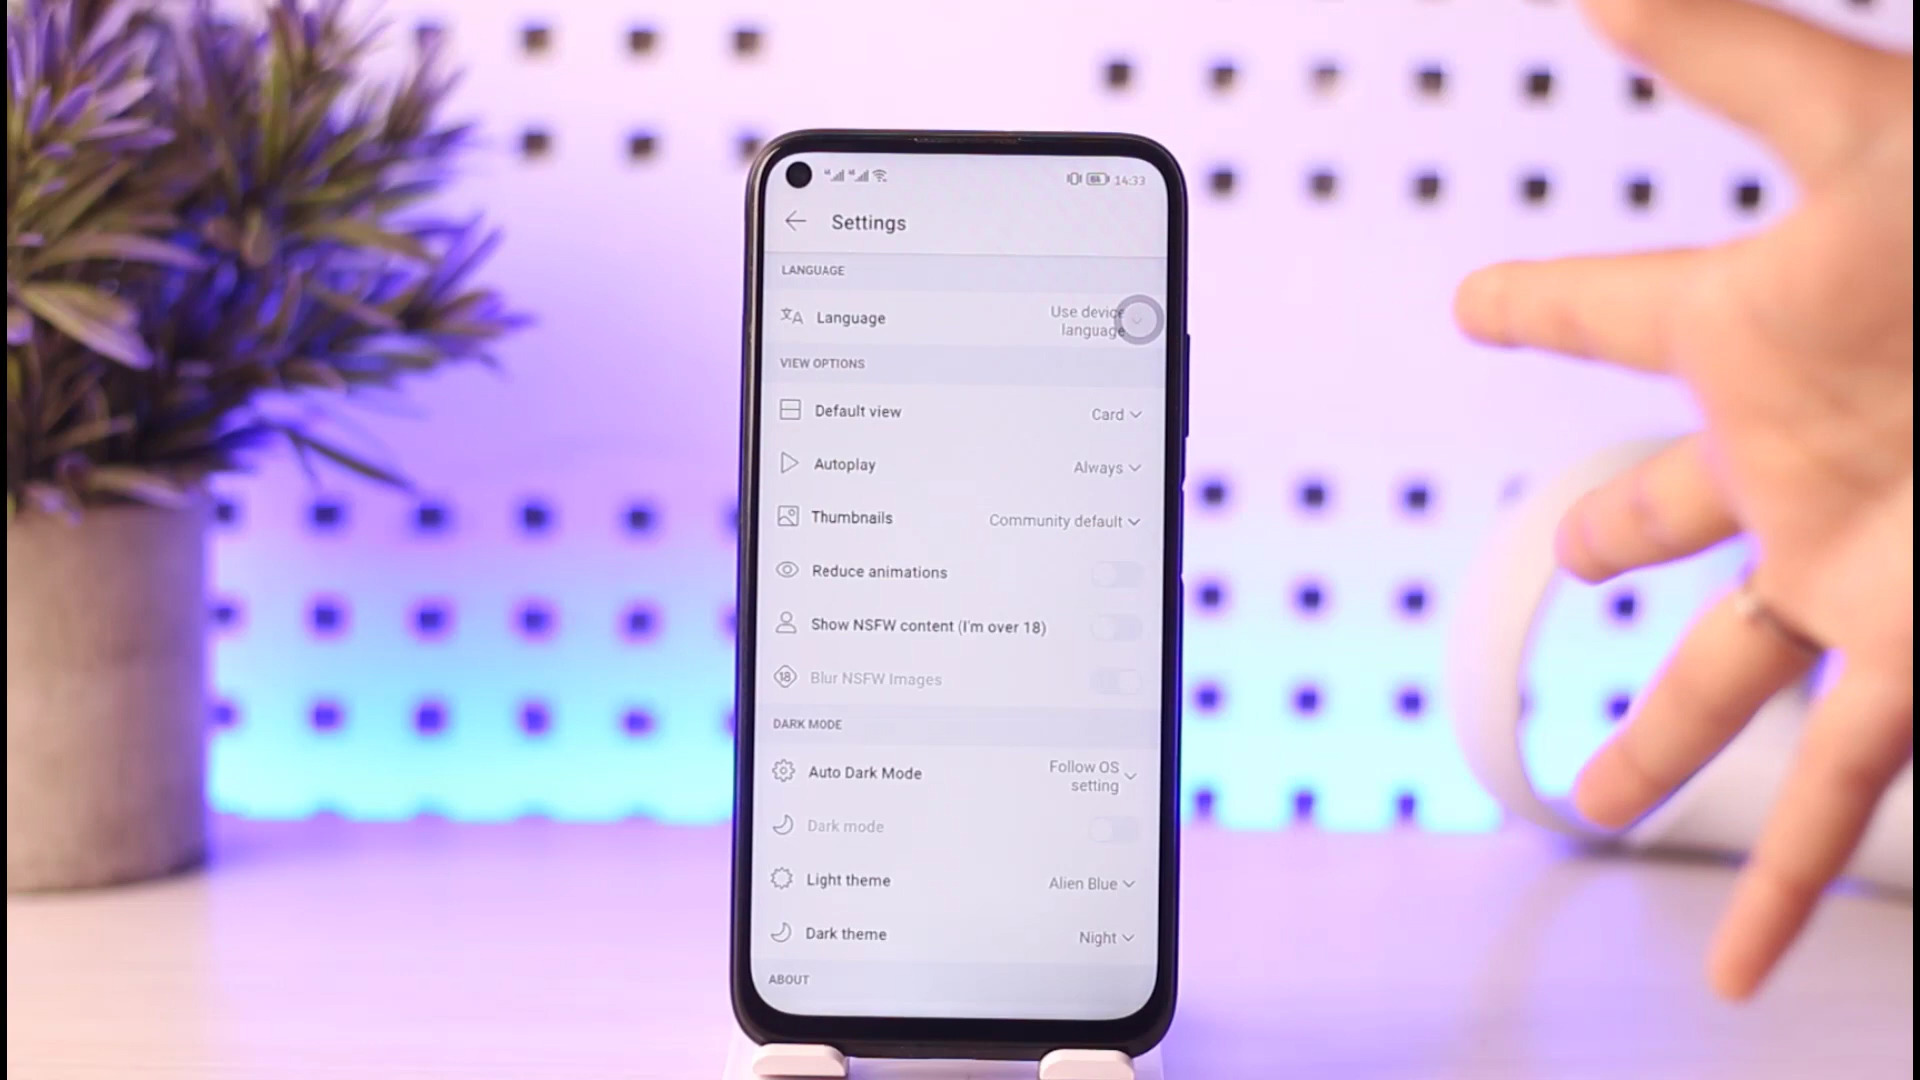 14:33
Settings
LANGUAGE
Language
Use device
language
VIEW OPTIONS
Default view
Card
Autoplay
Always
Thumbnails
Community default
Reduce animations
Show NSFW content (I'm over 18)
18
Blur NSFW Images
DARK MODE
Auto Dark Mode
Follow OS
setting
Dark mode
Light theme
Alien Blue
Dark theme
Night
ABOUT